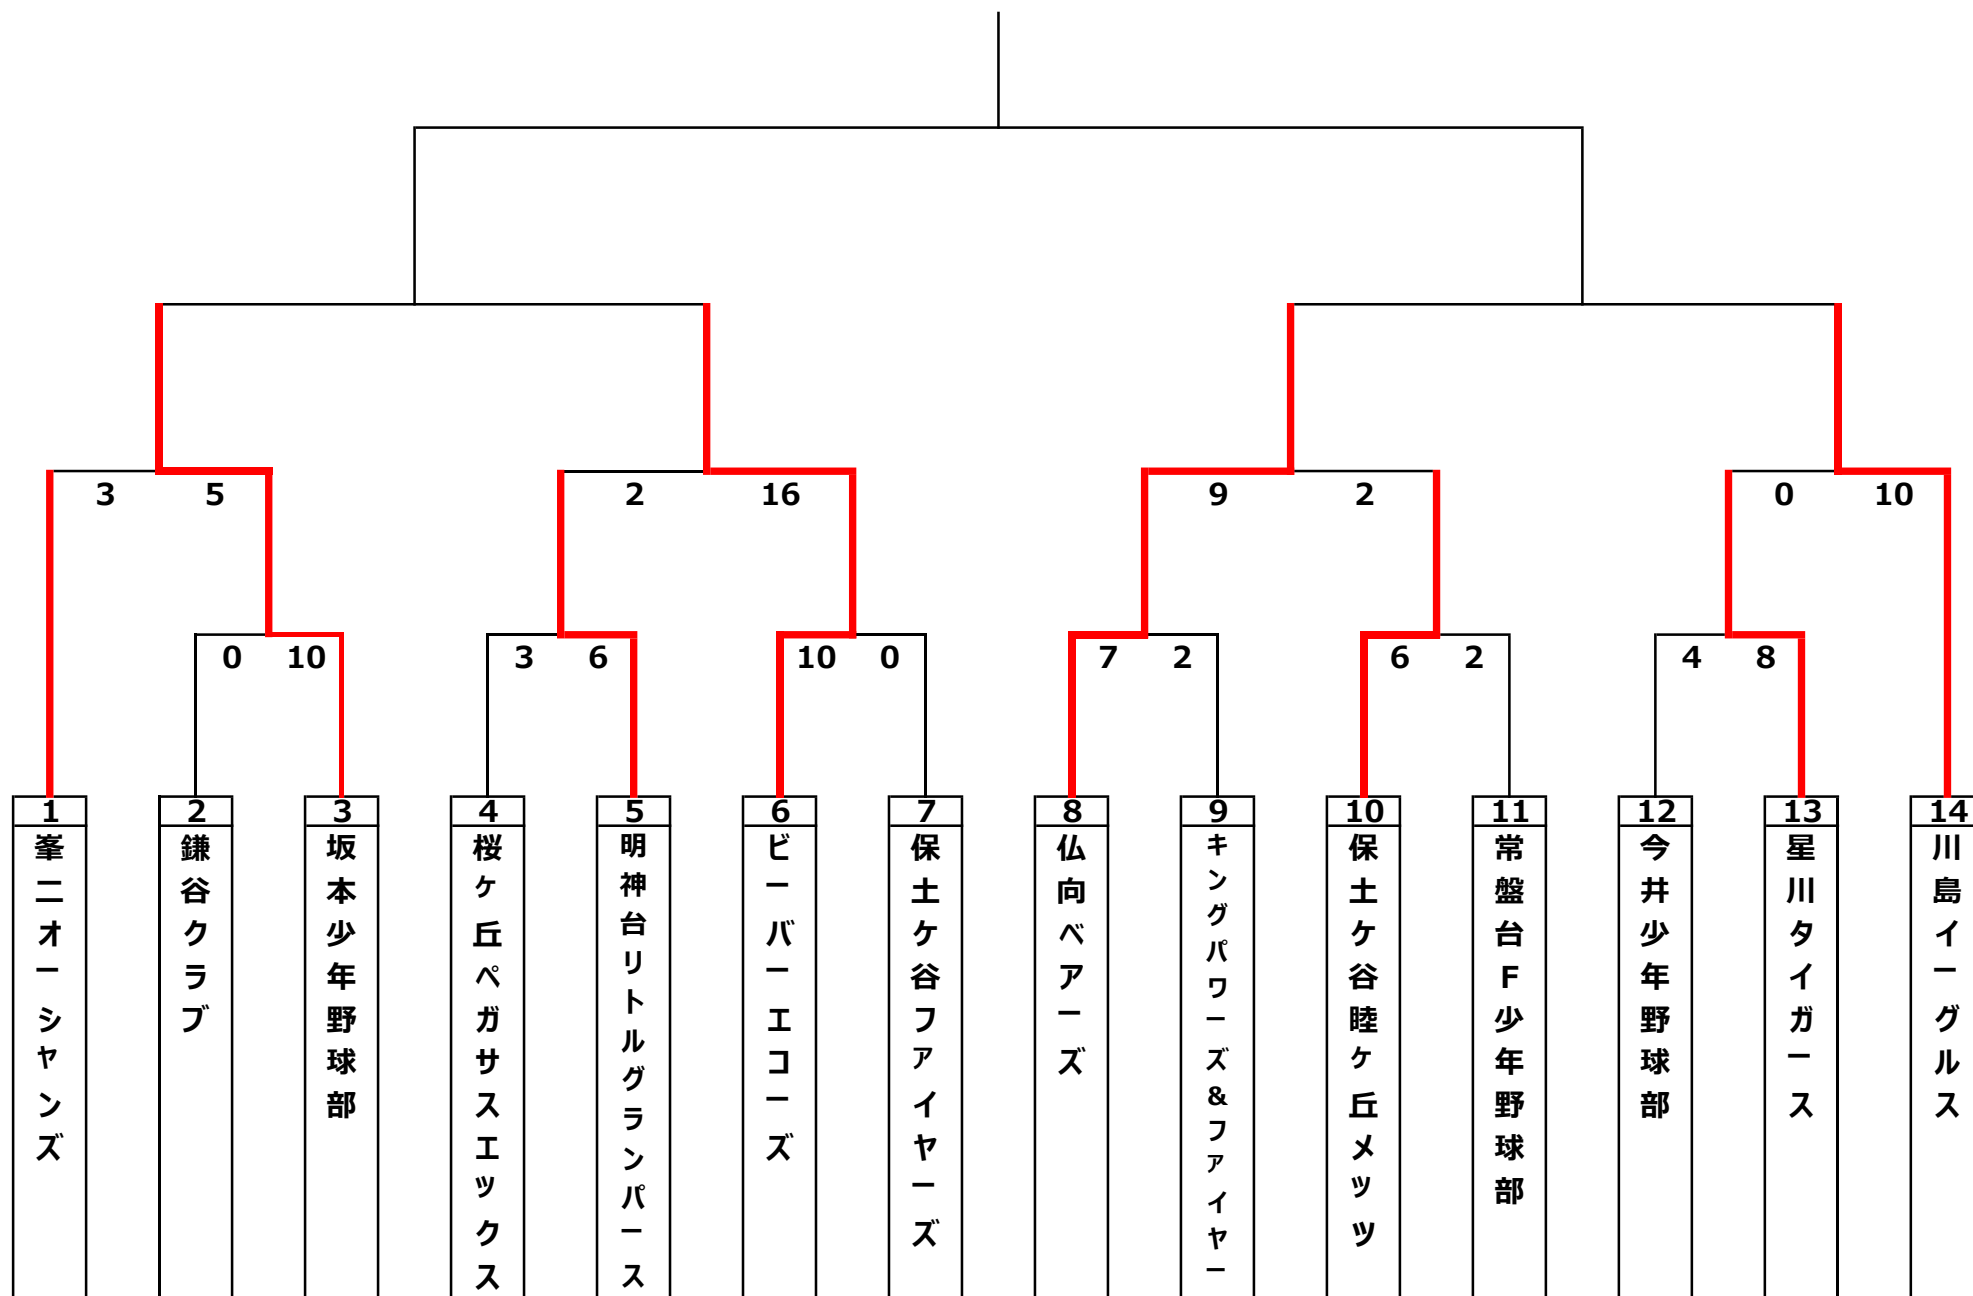 3 5 2 16 9 2 0 10
0 10 3 6 10 0 7 2 6 2 4 8
1 2 3 4 5 6 7 8 9 10 11 12 13 14
峯二オーシャンズ
鎌谷クラブ
坂本少年野球部
桜ヶ丘ペガサスエックス
明神台リトルグランパース
ビーバーエコーズ
保土ケ谷ファイヤーズ
仏向ベアーズ
キングパワーズ&ファイヤー
保土ケ谷睦ヶ丘メッツ
常盤台F少年野球部
今井少年野球部
星川タイガース
川島イーグルス